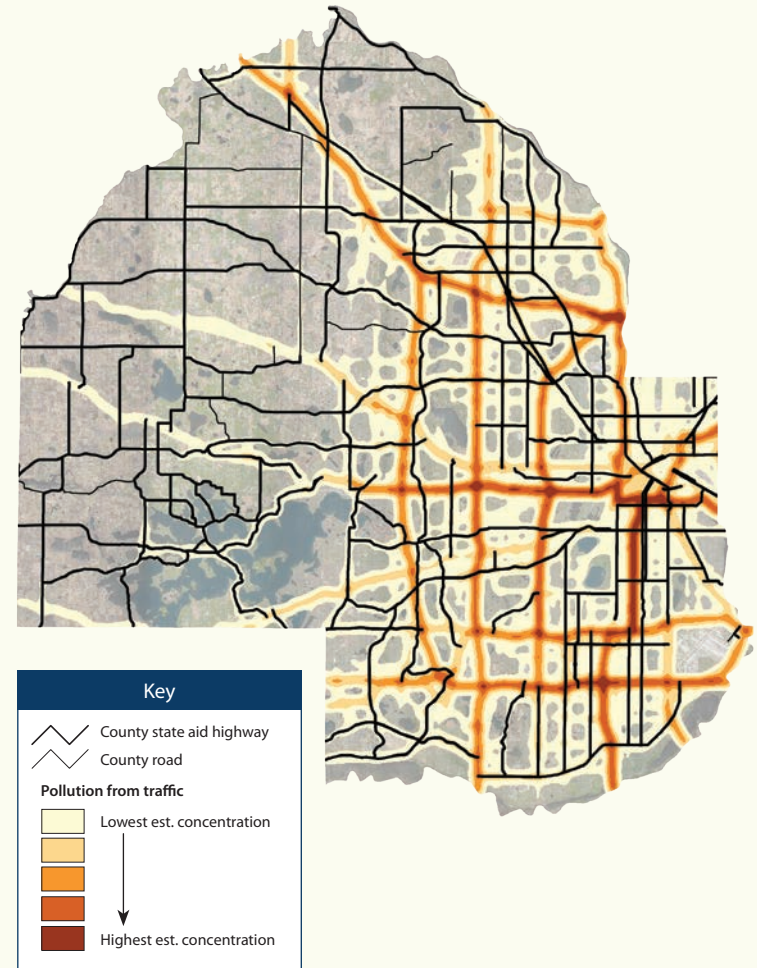 Key
County state aid highway
County road
Pollution from traffic
Lowest est. concentration
Highest est. concentration